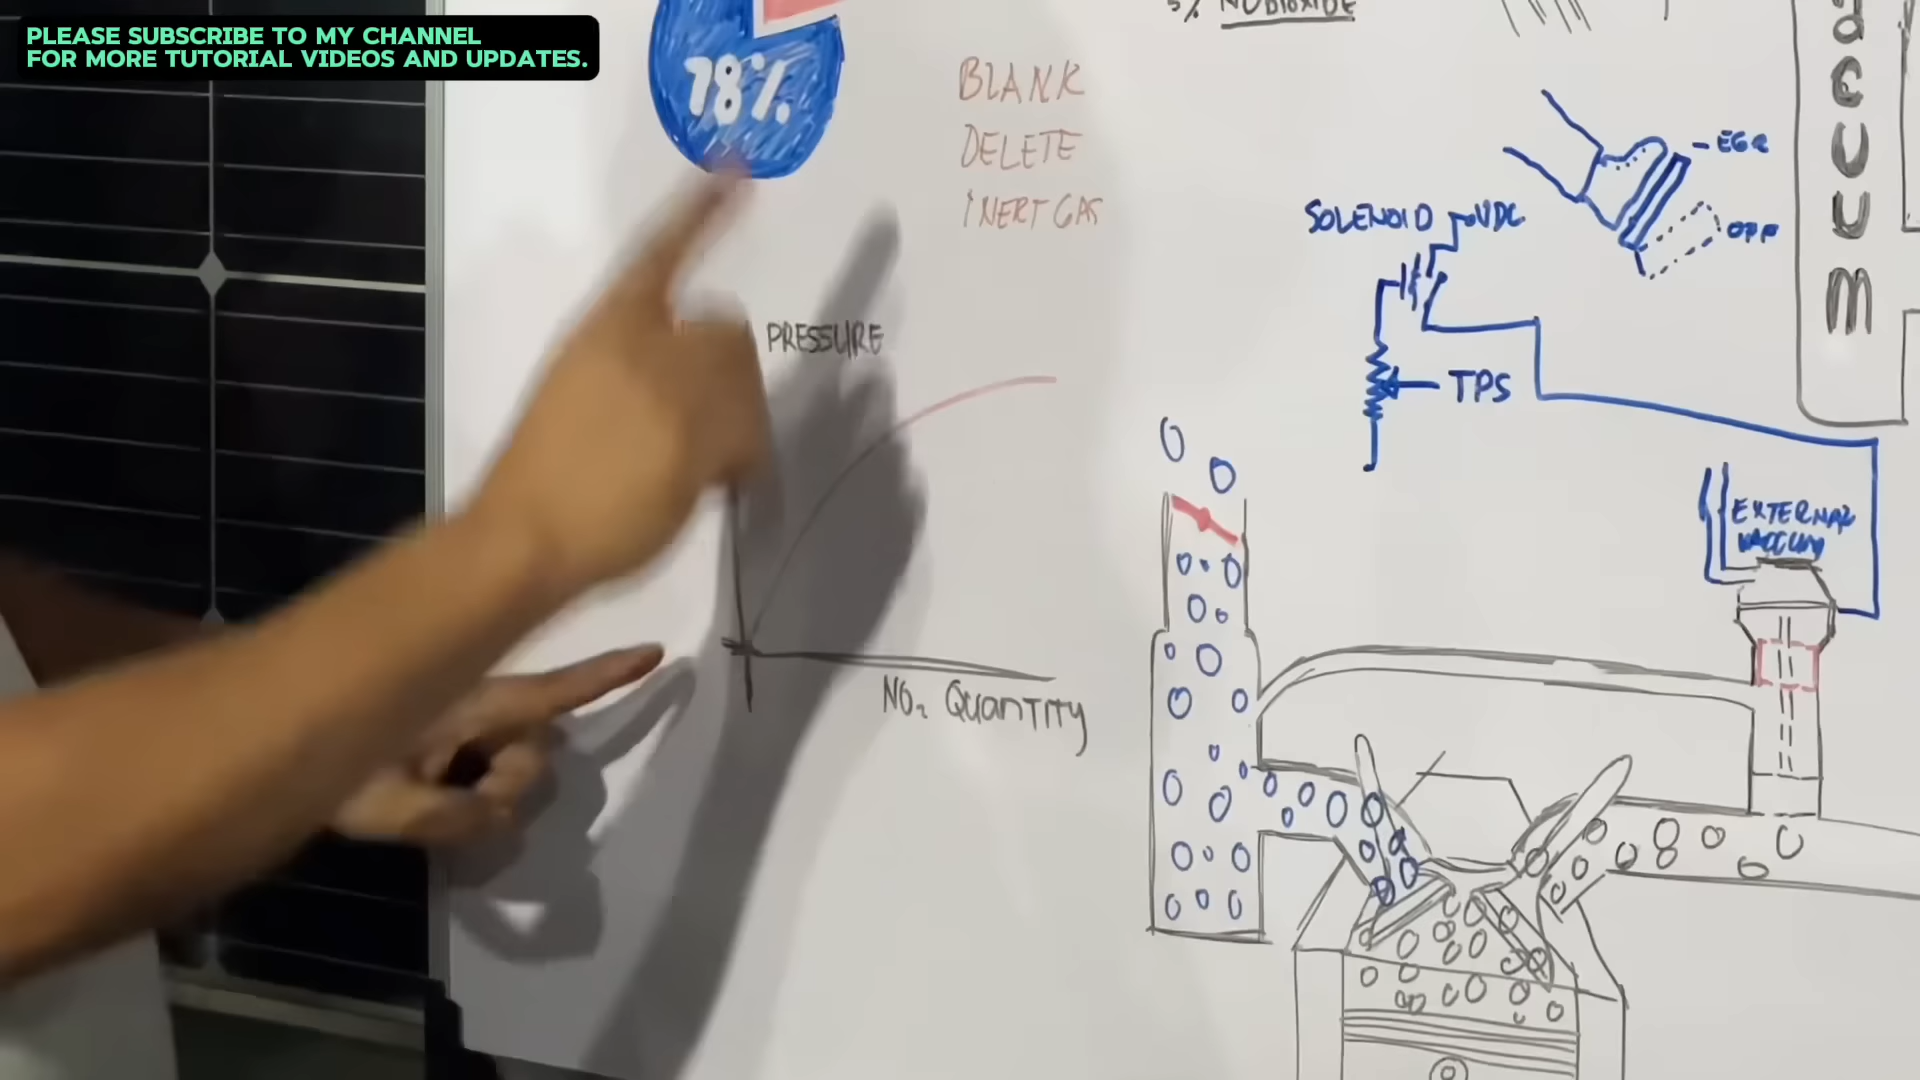 PLEASE SUBSCRIBE TO MY CHANNEL
FOR MORE TUTORIAL VIDEOS AND UPDATES.
78%
BLANK
DELETE
INERT GAS
PRESSURE
NO₂ QUANTITY
SOLENOID
VDC
TPS
EGR
OFF
EXTERNAL
VACCUM
C
U
U
M